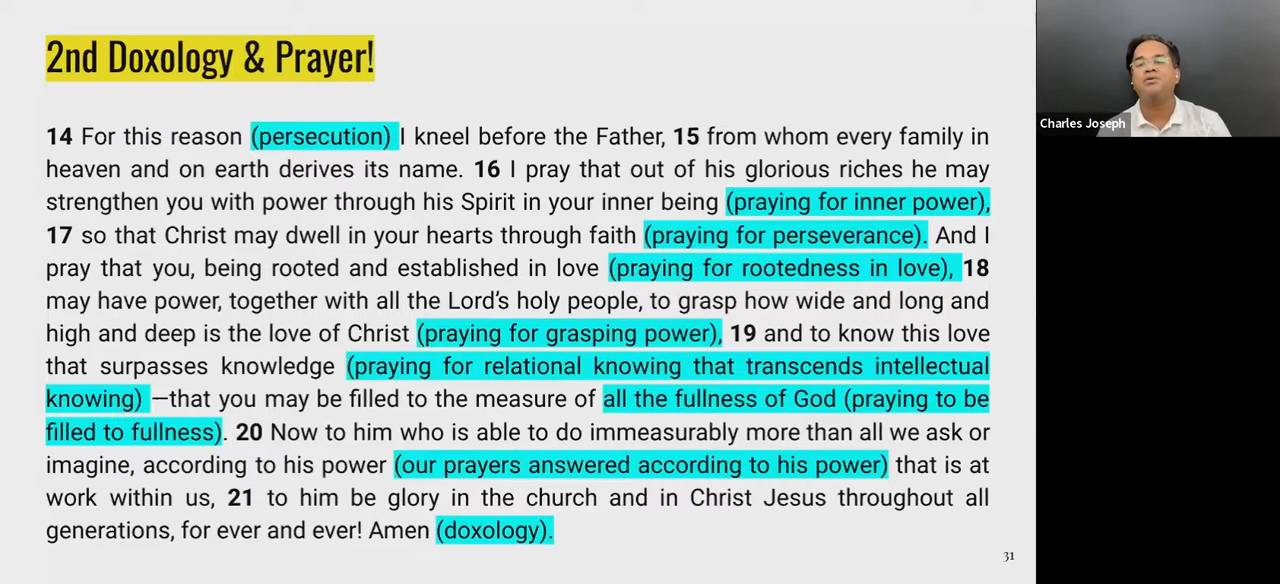 2nd Doxology & Prayer!
14 For this reason (persecution) I kneel before the Father, 15 from whom every family in
heaven and on earth derives its name. 16 I pray that out of his glorious riches he may
strengthen you with power through his Spirit in your inner being (praying for inner power),
17 so that Christ may dwell in your hearts through faith (praying for perseverance). And I
pray that you, being rooted and established in love (praying for rootedness in love), 18
may have power, together with all the Lord’s holy people, to grasp how wide and long and
high and deep is the love of Christ (praying for grasping power), 19 and to know this love
that surpasses knowledge (praying for relational knowing that transcends intellectual
knowing) —that you may be filled to the measure of all the fullness of God (praying to be
filled to fullness). 20 Now to him who is able to do immeasurably more than all we ask or
imagine, according to his power (our prayers answered according to his power) that is at
work within us, 21 to him be glory in the church and in Christ Jesus throughout all
generations, for ever and ever! Amen (doxology).
31
Charles Joseph